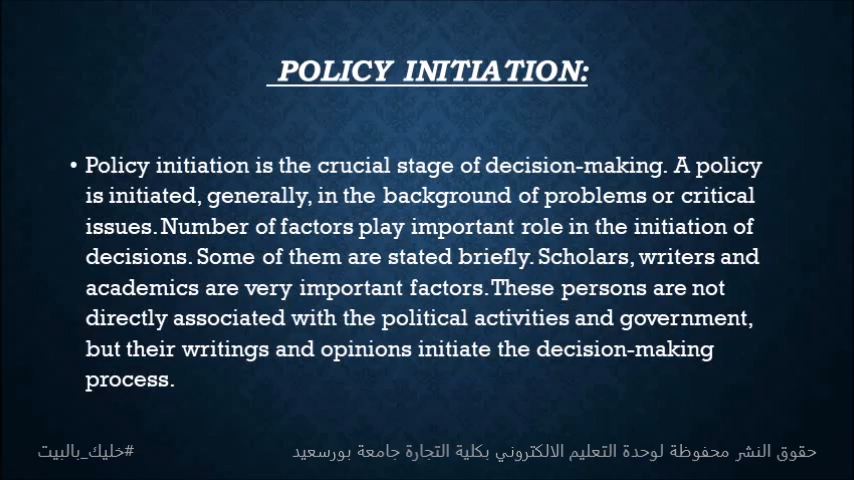 POLICY INITIATION:
• Policy initiation is the crucial stage of decision-making. A policy
is initiated, generally, in the background of problems or critical
issues. Number of factors play important role in the initiation of
decisions. Some of them are stated briefly. Scholars, writers and
academics are very important factors. These persons are not
directly associated with the political activities and government,
but their writings and opinions initiate the decision-making
process.
حقوق النشر محفوظة لوحدة التعليم الالكتروني بكلية التجارة جامعة بورسعيد #خليك_بالبيت